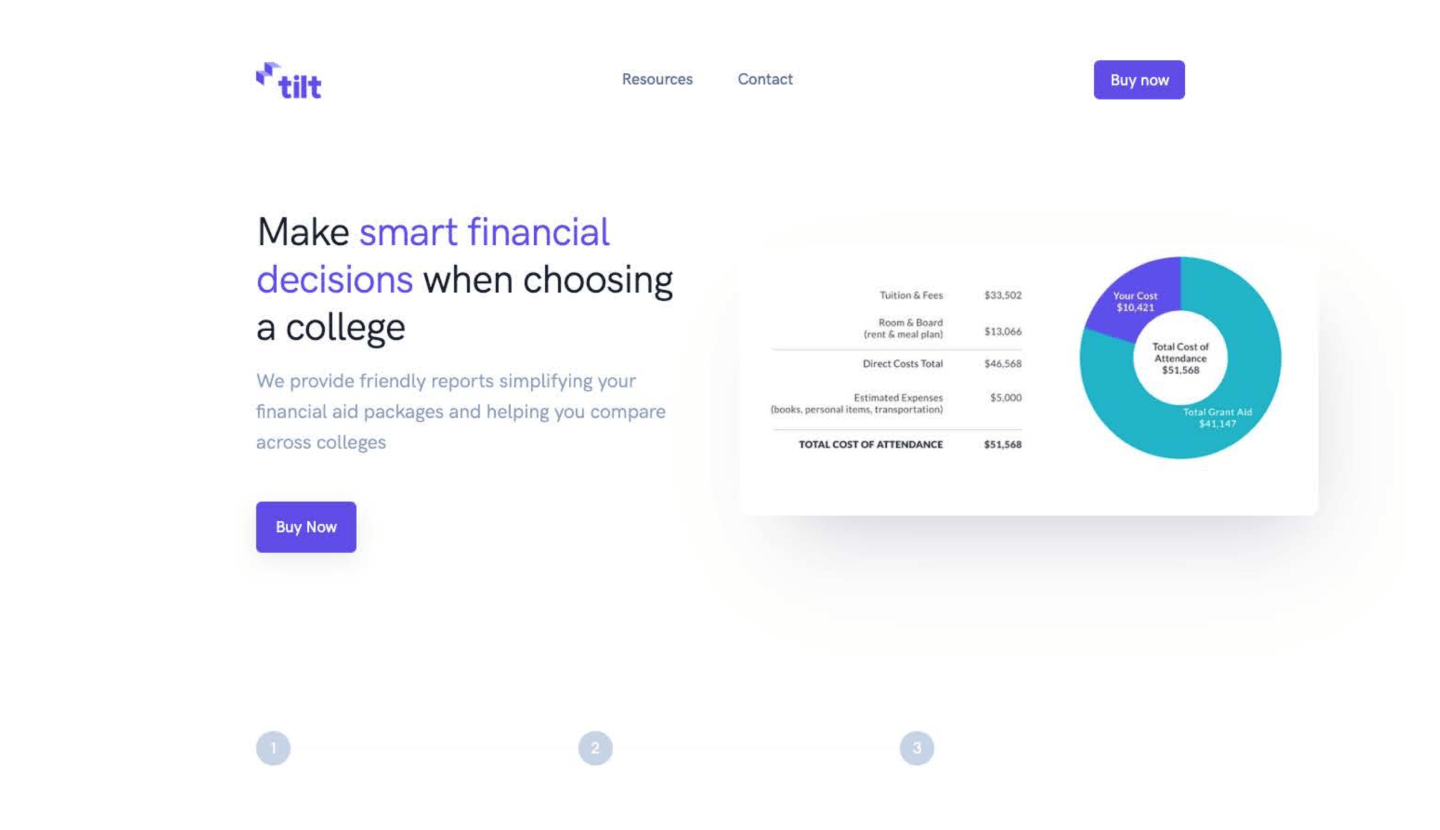 tilt
Resources
Contact
Buy now
Make smart financial
decisions when choosing
a college
We provide friendly reports simplifying your
financial aid packages and helping you compare
across colleges
Buy Now
Tuition & Fees $33,502
Room & Board
(rent & meal plan) $13,066
Direct Costs Total $46,568
Estimated Expenses $5,000
(books, personal items, transportation)
TOTAL COST OF ATTENDANCE $51,568
Your Cost
$10,421
Total Cost of
Attendance
$51,568
Total Grant Aid
$41,147
1
2
3